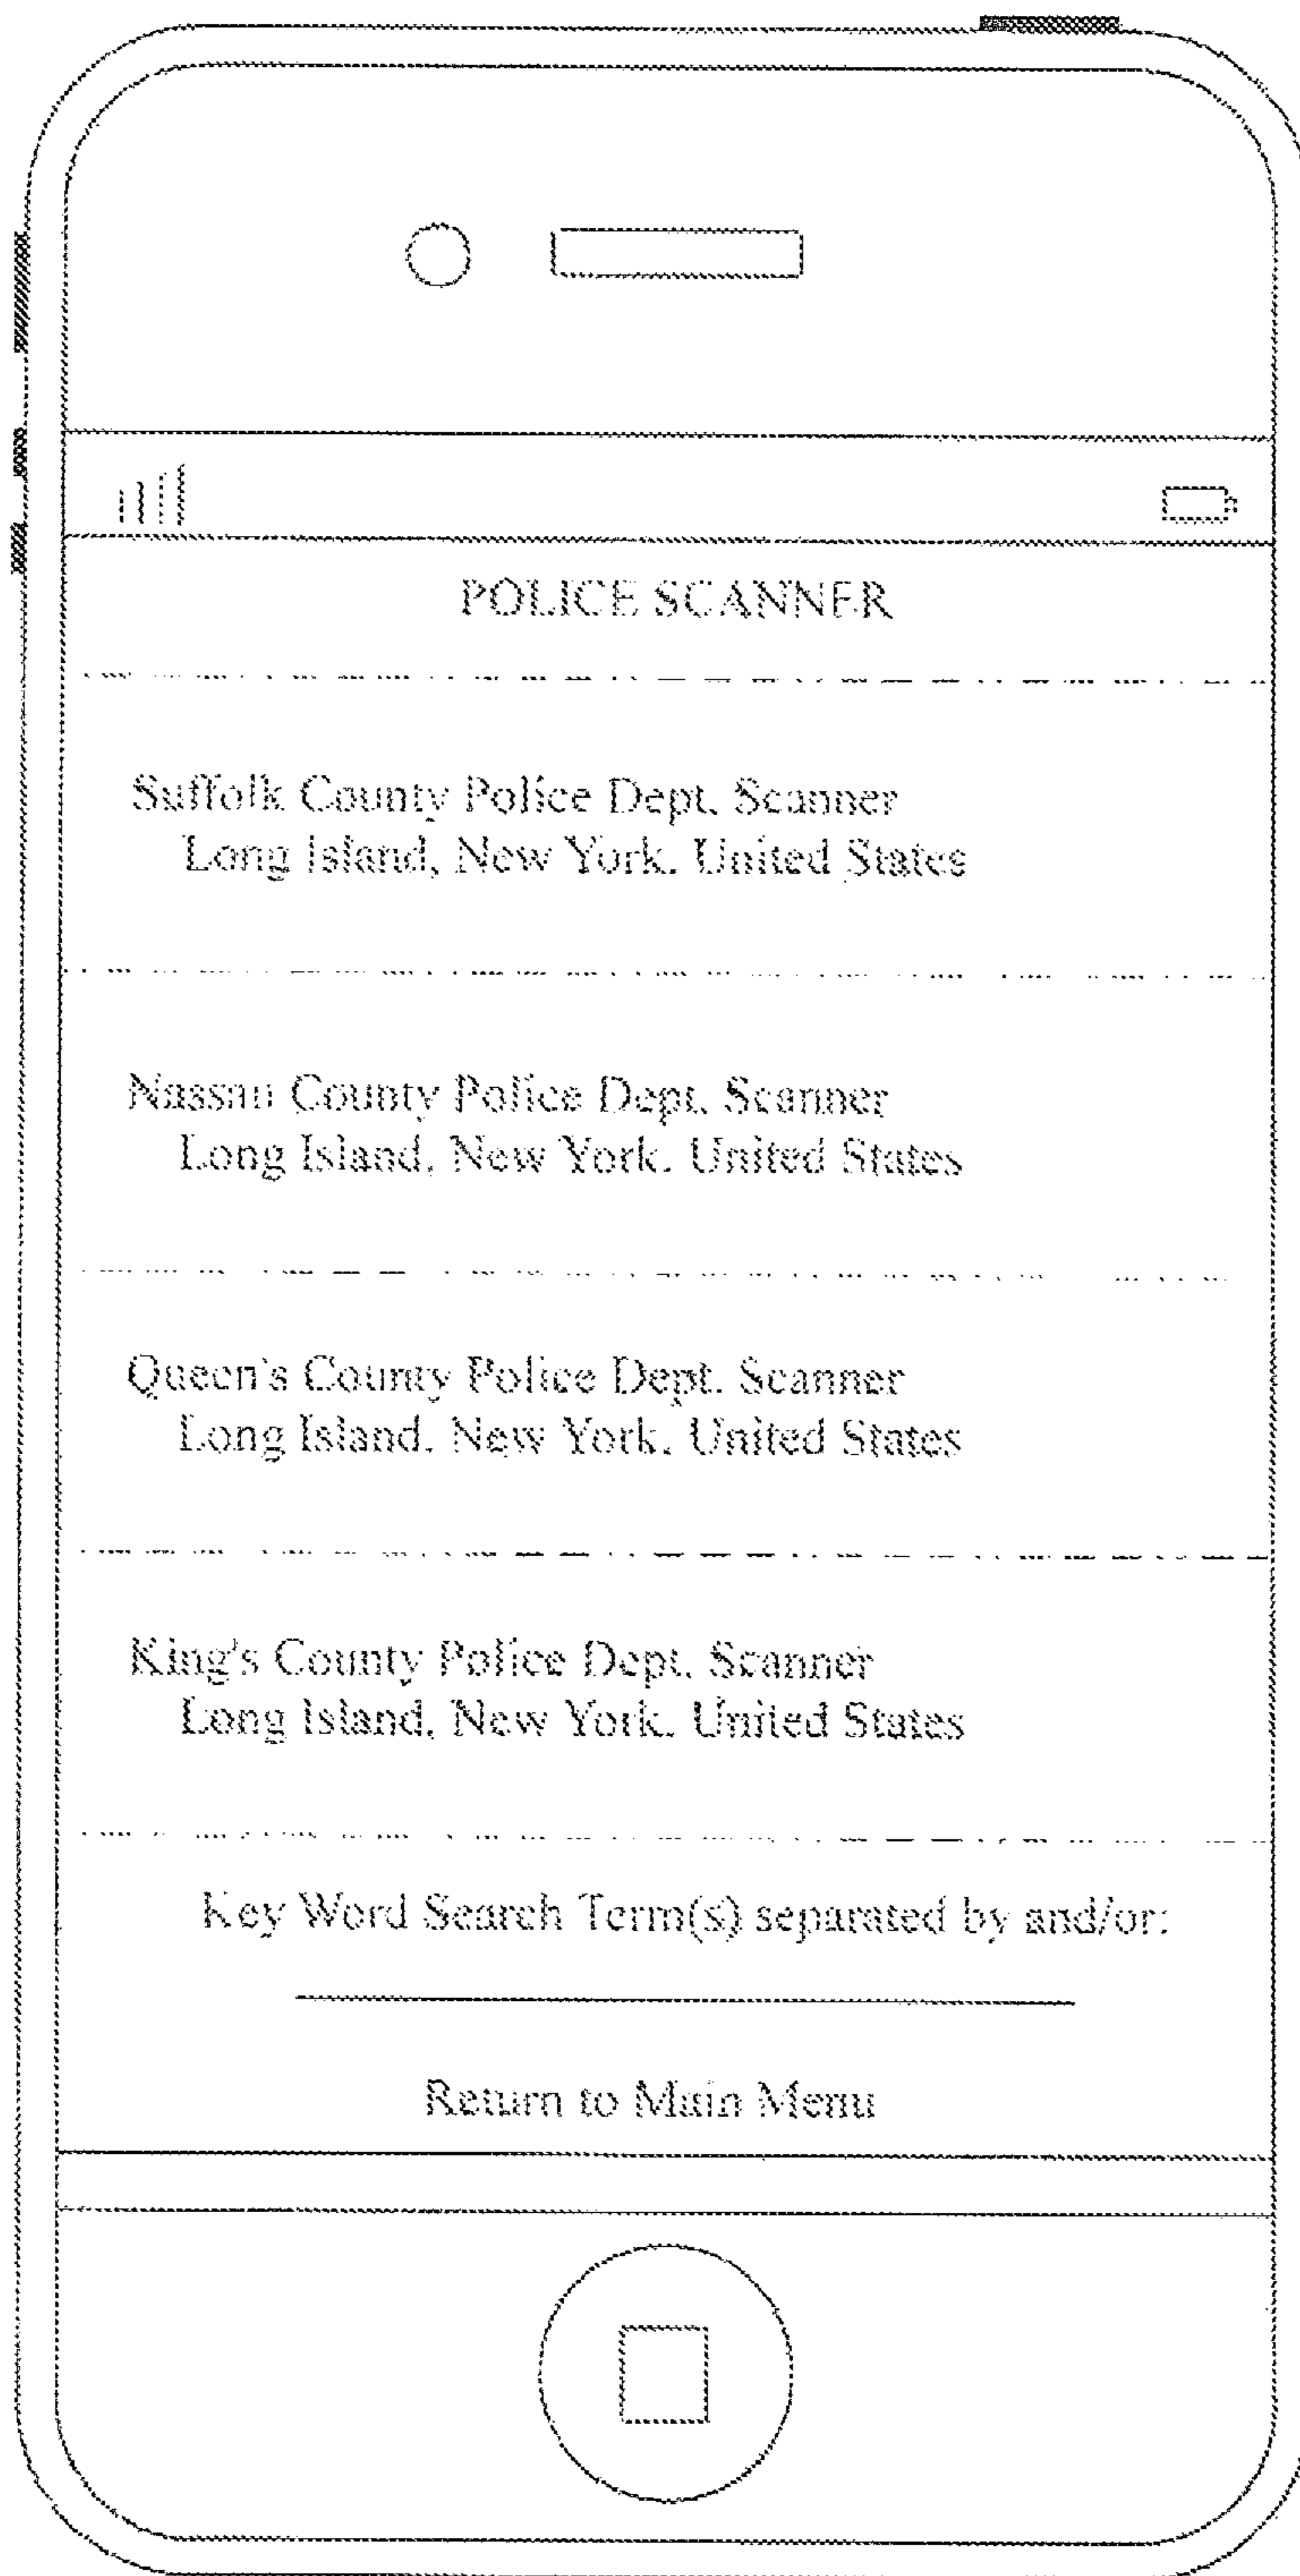 POLICE SCANNER
Suffolk County Police Dept. Scanner
Long Island, New York. United States
Nassau County Police Dept. Scanner
Long Island, New York. United States
Queen's County Police Dept. Scanner
Long Island, New York. United States
King's County Police Dept. Scanner
Long Island, New York. United States
Key Word Search Term(s) separated by and/or:
Return to Main Menu